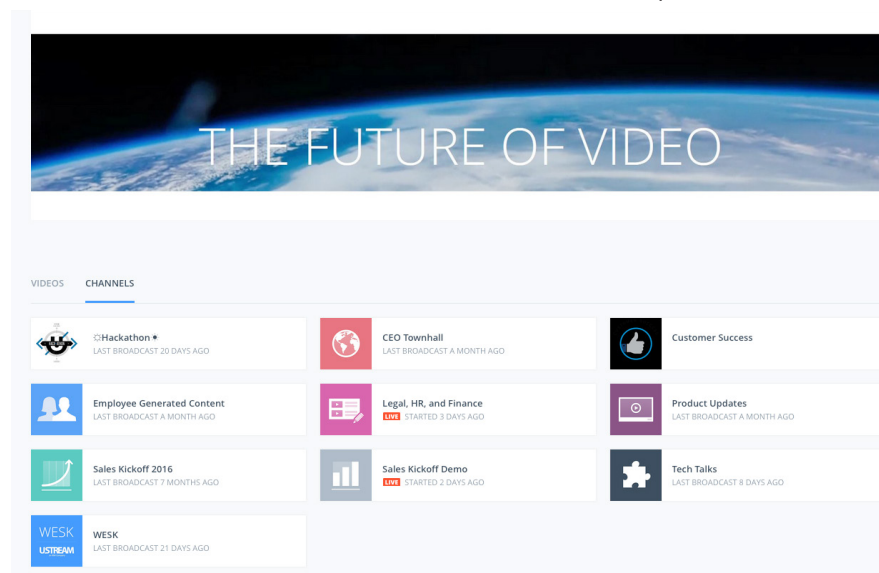 THE FUTURE OF VIDEO
VIDEOS CHANNELS
☼Hackathon✷
LAST BROADCAST 20 DAYS AGO
CEO Townhall
LAST BROADCAST A MONTH AGO
Customer Success
Employee Generated Content
LAST BROADCAST A MONTH AGO
Legal, HR, and Finance
LIVE STARTED 3 DAYS AGO
Product Updates
LAST BROADCAST A MONTH AGO
Sales Kickoff 2016
LAST BROADCAST 7 MONTHS AGO
Sales Kickoff Demo
LIVE STARTED 2 DAYS AGO
Tech Talks
LAST BROADCAST 8 DAYS AGO
WESK
USTREAM
WESK
LAST BROADCAST 21 DAYS AGO